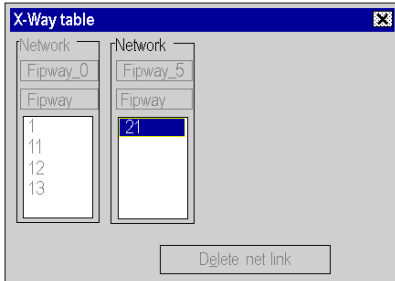 X-Way table
Network
Fipway_0
Fipway
1
11
12
13
Network
Fipway_5
Fipway
21
Delete net link